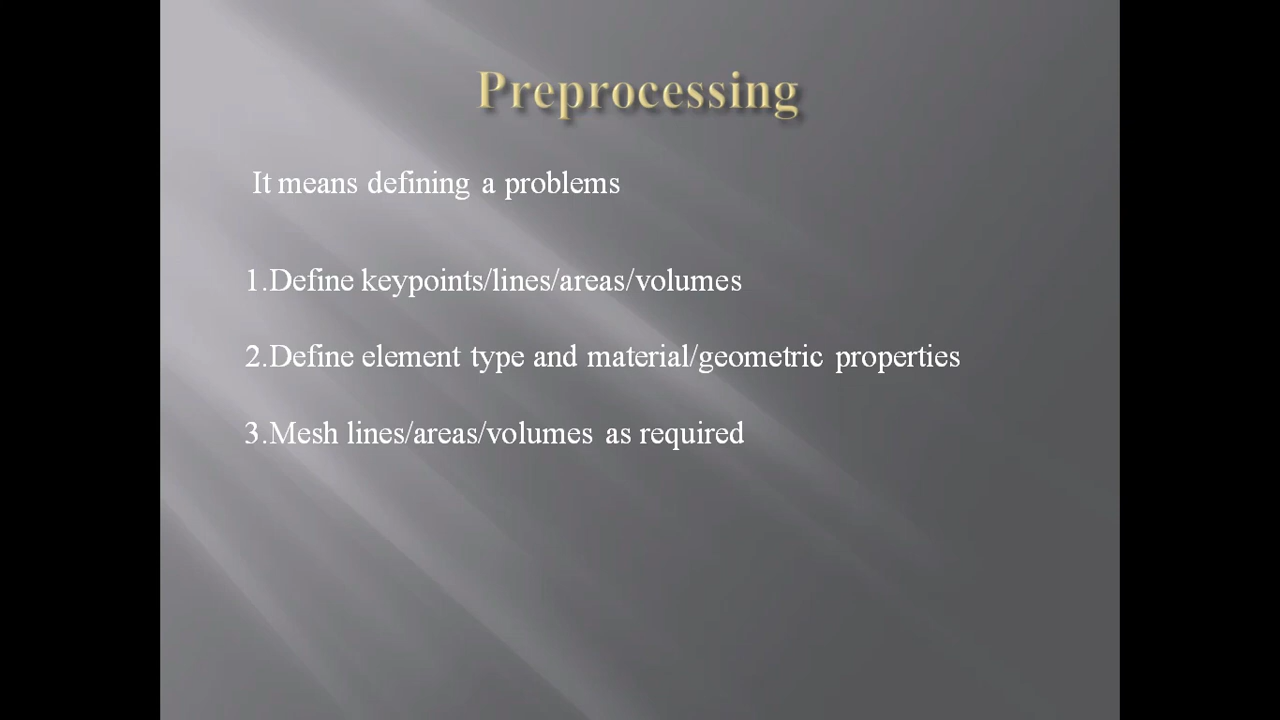 Preprocessing
It means defining a problems
1.Define keypoints/lines/areas/volumes
2.Define element type and material/geometric properties
3.Mesh lines/areas/volumes as required